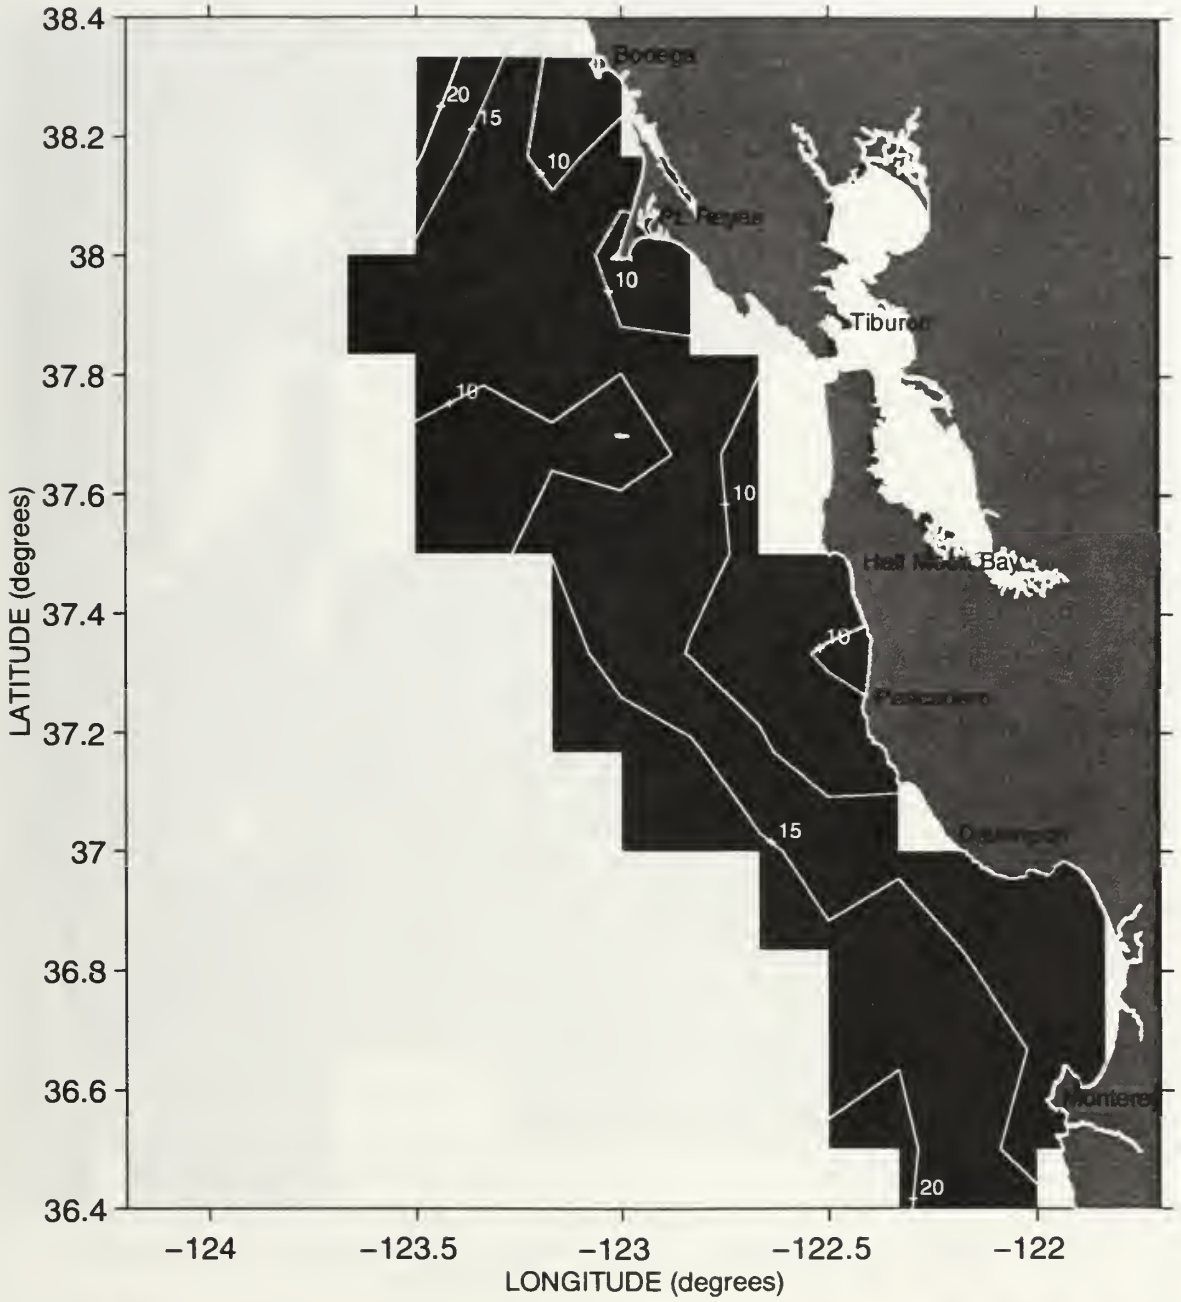 38.4
38.2
38
37.8
37.6
37.4
37.2
37
36.8
36.6
36.4
LATITUDE (degrees)
Bodega
20
15
10
Pt. Reyes
10
Tiburon
10
10
Half Moon Bay
10
Pescadero
15
Davenport
Monterey
20
−124
−123.5
−123
−122.5
−122
LONGITUDE (degrees)